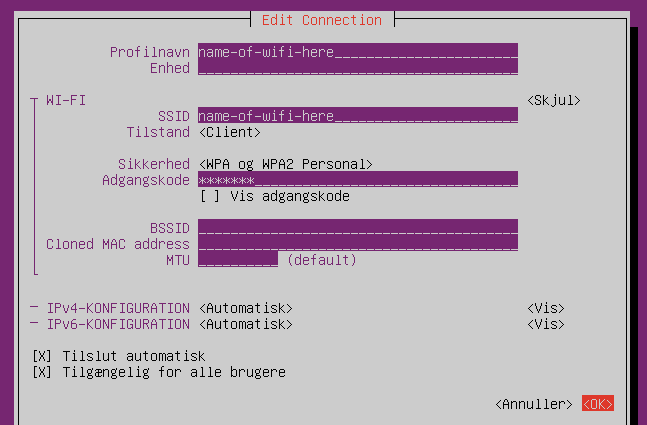 Edit Connection
Profilnavn name-of-wifi-here
Enhed
WI-FI <Skjul>
SSID name-of-wifi-here
Tilstand <Client>
Sikkerhed <WPA og WPA2 Personal>
Adgangskode *******
[ ] Vis adgangskode
BSSID
Cloned MAC address
MTU (default)
IPv4-KONFIGURATION <Automatisk> <Vis>
IPv6-KONFIGURATION <Automatisk> <Vis>
[X] Tilslut automatisk
[X] Tilgængelig for alle brugere
<Annuller> <OK>